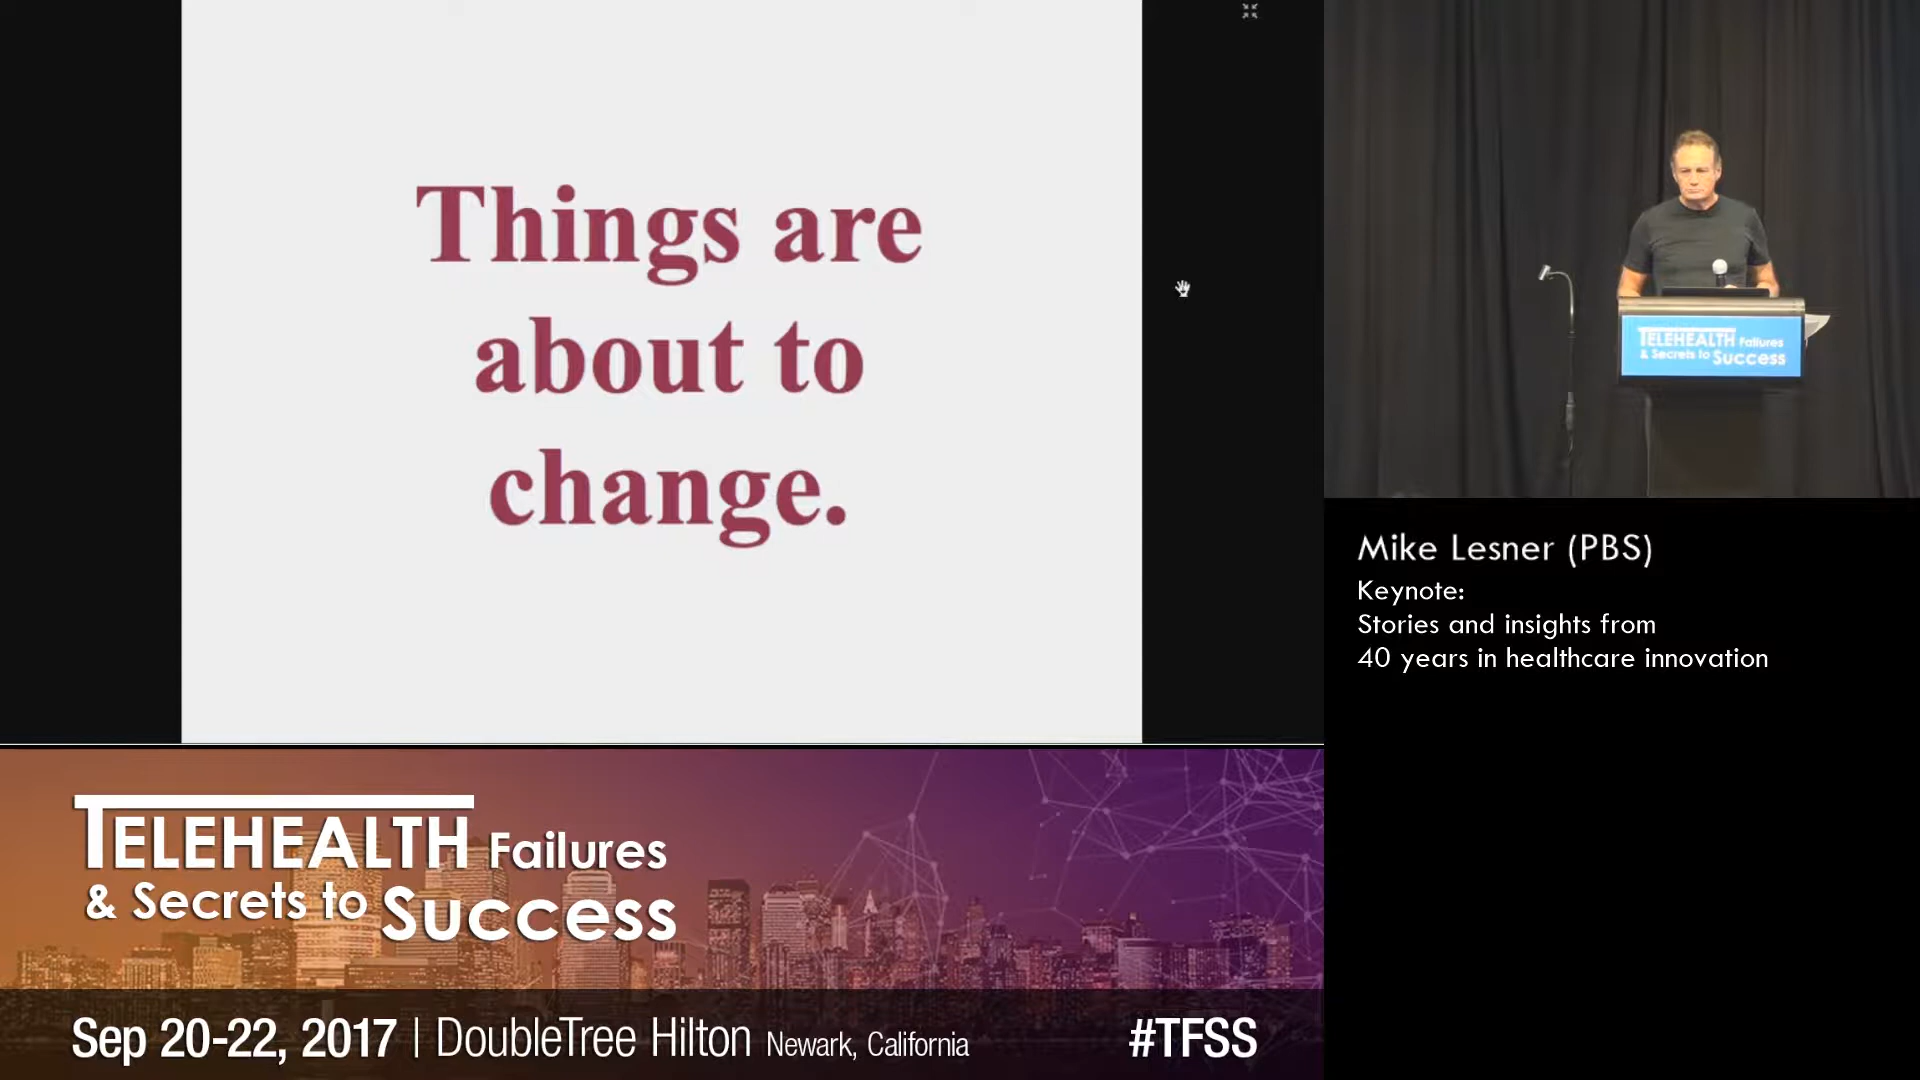 Things are
about to
change.
TELEHEALTH Failures
& Secrets to Success
Mike Lesner (PBS)
Keynote:
Stories and insights from
40 years in healthcare innovation
TELEHEALTH Failures
& Secrets to Success
Sep 20-22, 2017 | DoubleTree Hilton Newark, California #TFSS